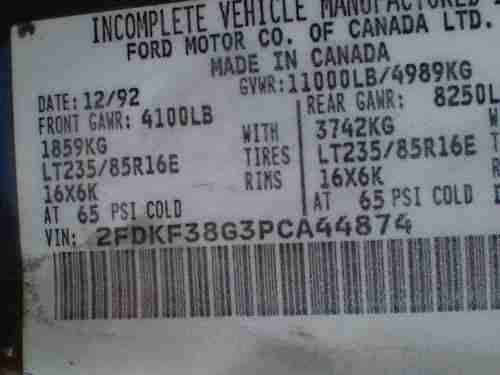 INCOMPLETE VEHICLE MANUFACTURED
FORD MOTOR CO. OF CANADA LTD.
MADE IN CANADA
GVWR: 11000LB/4989KG
DATE: 12/92
FRONT GAWR: 4100LB
1859KG WITH
LT235/85R16E TIRES
16X6K RIMS
AT 65 PSI COLD
REAR GAWR: 8250L
3742KG W
LT235/85R16E T
16X6K
AT 65 PSI COLD
VIN: 2FDKF38G3PCA44874